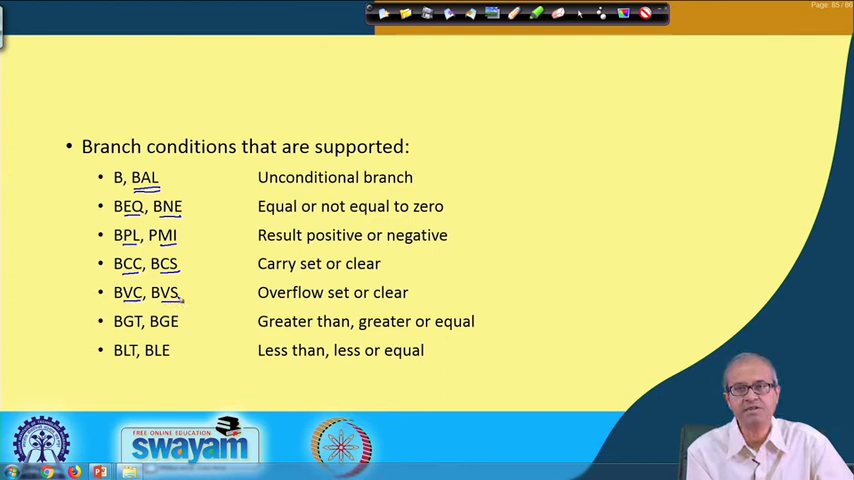 Page: 85 / 86
• Branch conditions that are supported:
• B, BAL Unconditional branch
• BEQ, BNE Equal or not equal to zero
• BPL, PMI Result positive or negative
• BCC, BCS Carry set or clear
• BVC, BVS Overflow set or clear
• BGT, BGE Greater than, greater or equal
• BLT, BLE Less than, less or equal
FREE ONLINE EDUCATION
swayam